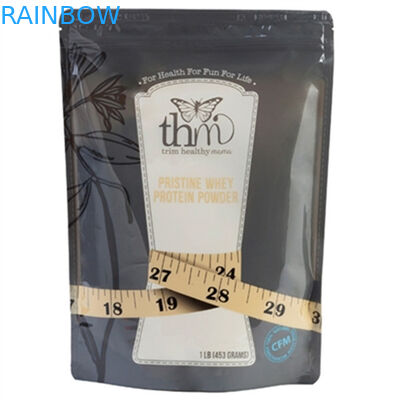 RAINBOW
For Health For Fun For Life
thm
trim healthy mama
PRISTINE WHEY
PROTEIN POWDER
27 24
18 19 28 29 3
CFM
1 LB (453 GRAMS)